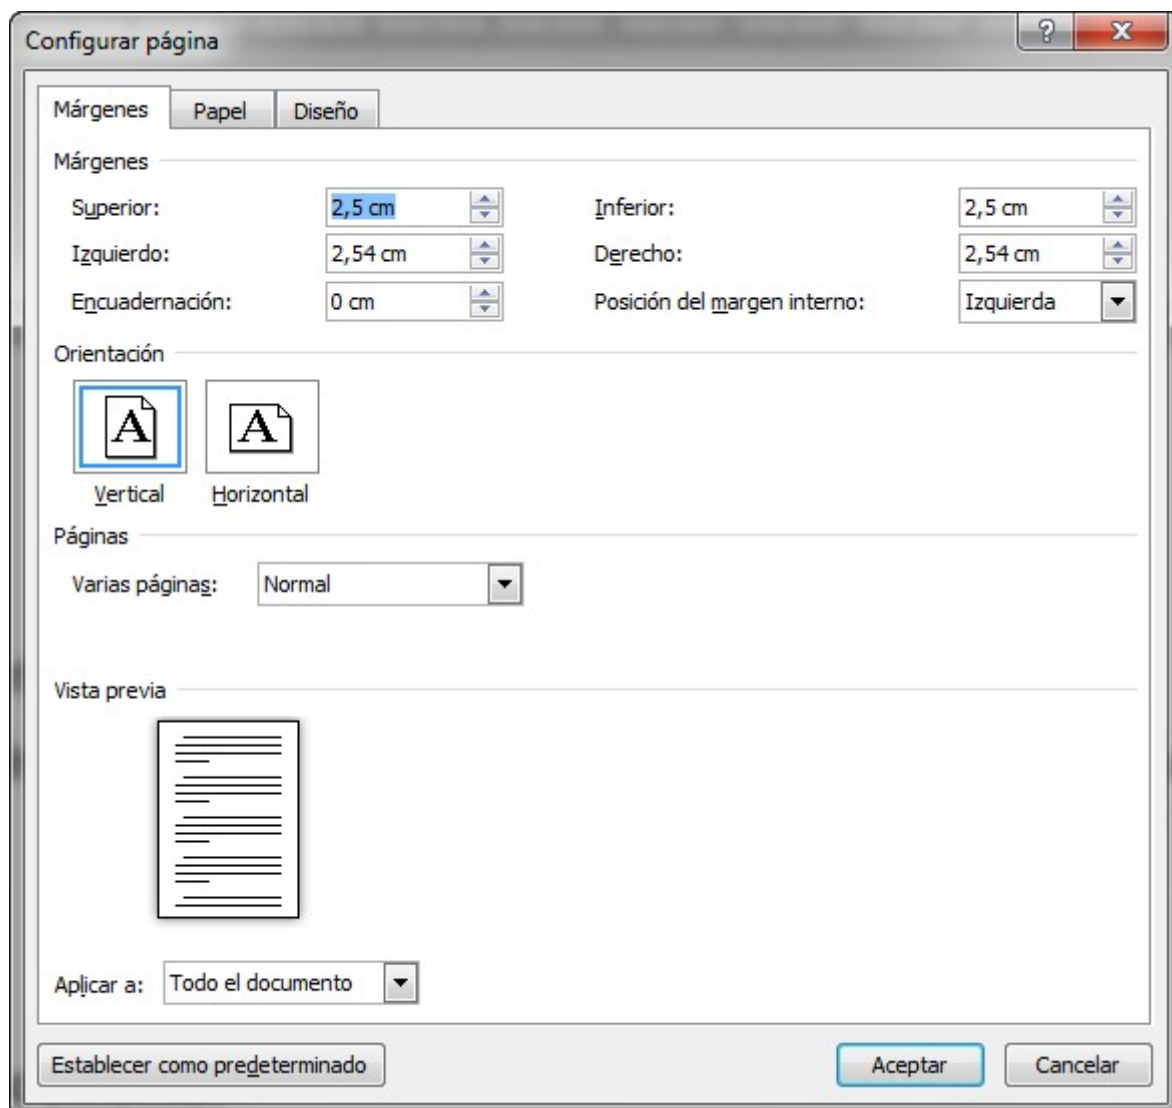 Configurar página
Márgenes Papel Diseño
Márgenes
Superior: 2,5 cm Inferior: 2,5 cm
Izquierdo: 2,54 cm Derecho: 2,54 cm
Encuadernación: 0 cm Posición del margen interno: Izquierda
Orientación
A A
Vertical Horizontal
Páginas
Varias páginas: Normal
Vista previa
Aplicar a: Todo el documento
Establecer como predeterminado Aceptar Cancelar